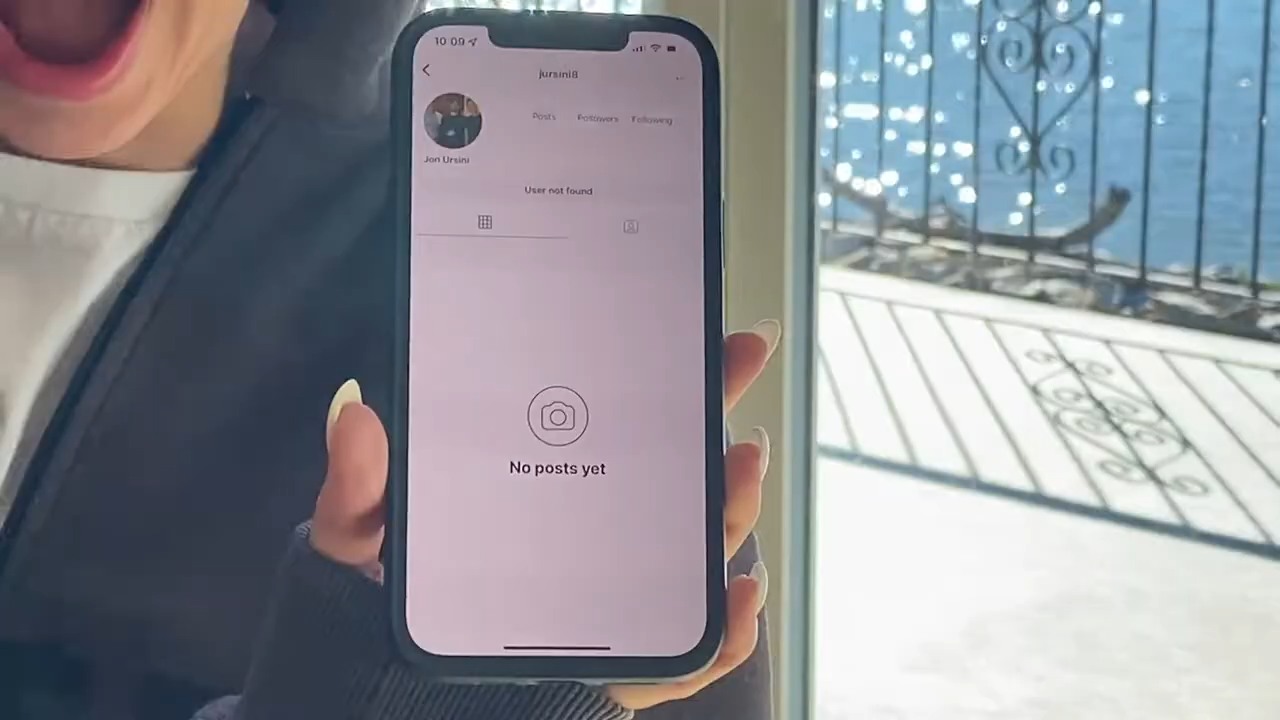 10:09
jursini8
Posts Followers Following
Jon Ursini
User not found
No posts yet